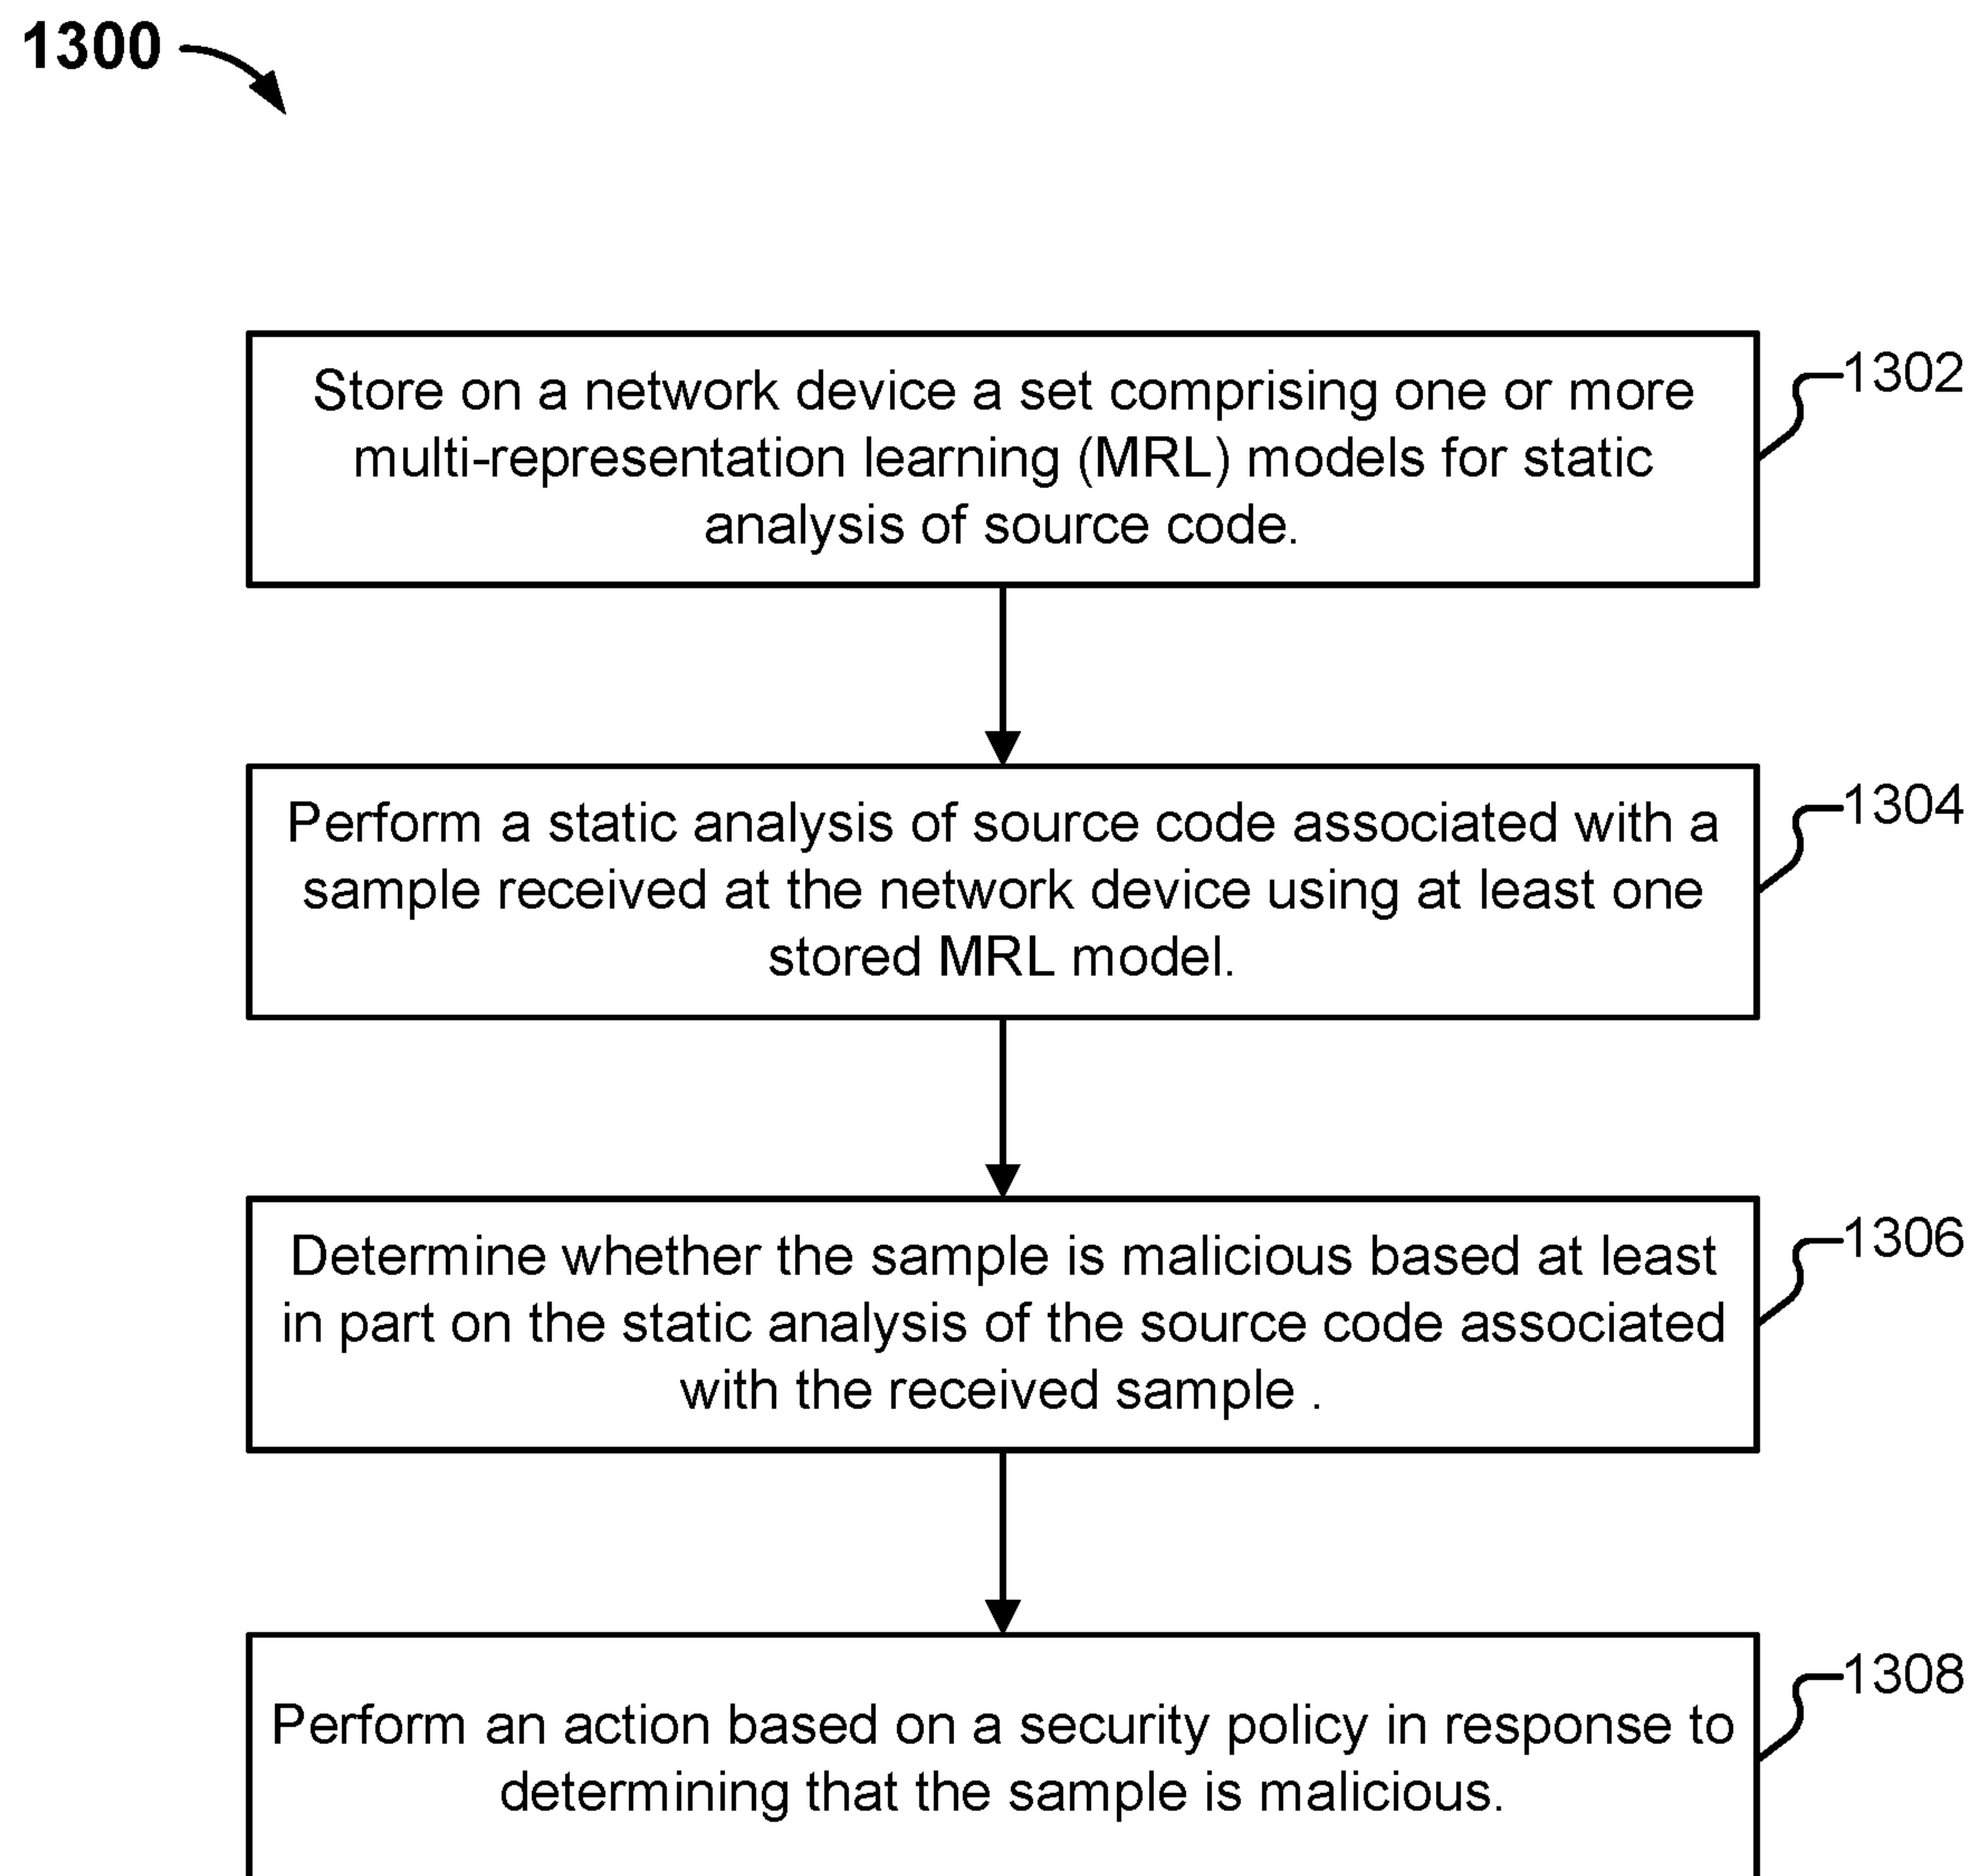 1300
Store on a network device a set comprising one or more
multi-representation learning (MRL) models for static
analysis of source code.
1302
Perform a static analysis of source code associated with a
sample received at the network device using at least one
stored MRL model.
1304
Determine whether the sample is malicious based at least
in part on the static analysis of the source code associated
with the received sample .
1306
Perform an action based on a security policy in response to
determining that the sample is malicious.
1308